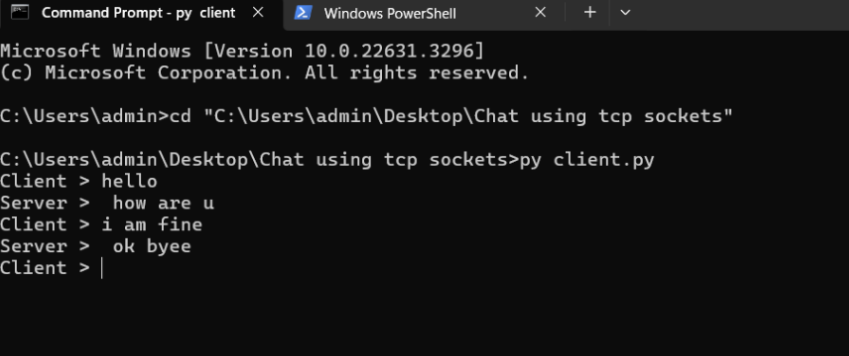 Command Prompt - py client
Windows PowerShell
Microsoft Windows [Version 10.0.22631.3296]
(c) Microsoft Corporation. All rights reserved.
C:\Users\admin>cd "C:\Users\admin\Desktop\Chat using tcp sockets"
C:\Users\admin\Desktop\Chat using tcp sockets>py client.py
Client > hello
Server >  how are u
Client > i am fine
Server >  ok byee
Client >